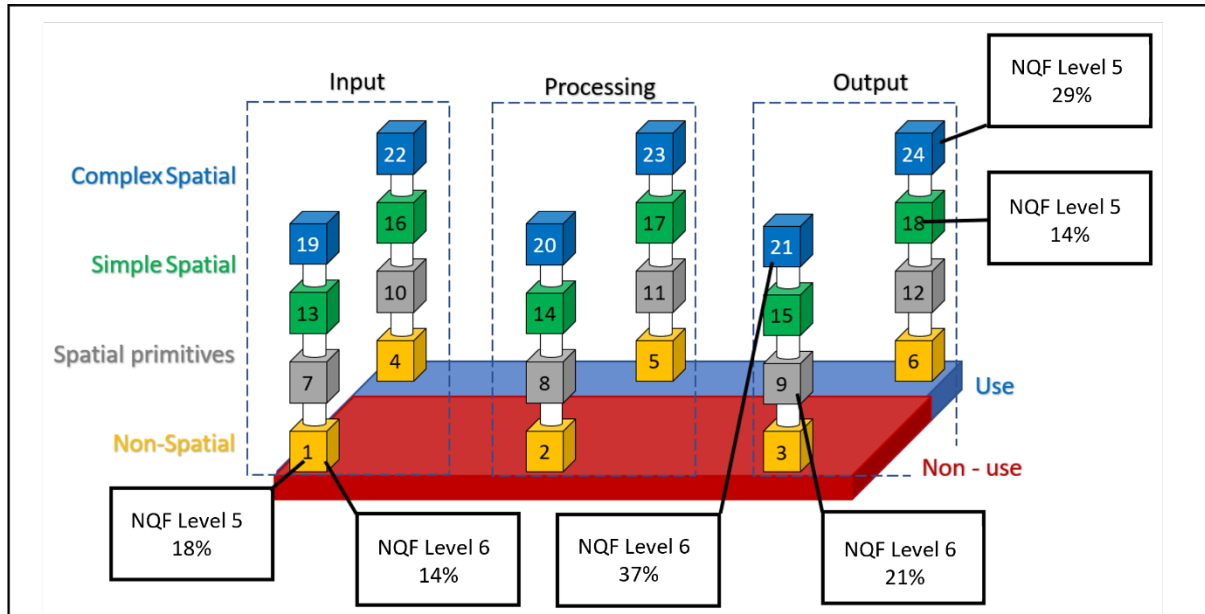 Input
Processing
Output
NQF Level 5
29%
22
23
24
Complex Spatial
16
17
18
NQF Level 5
14%
19
20
21
Simple Spatial
10
11
12
13
14
15
Spatial primitives
4
5
6
7
8
9
Use
Non-Spatial
1
2
3
Non - use
NQF Level 5
18%
NQF Level 6
14%
NQF Level 6
37%
NQF Level 6
21%